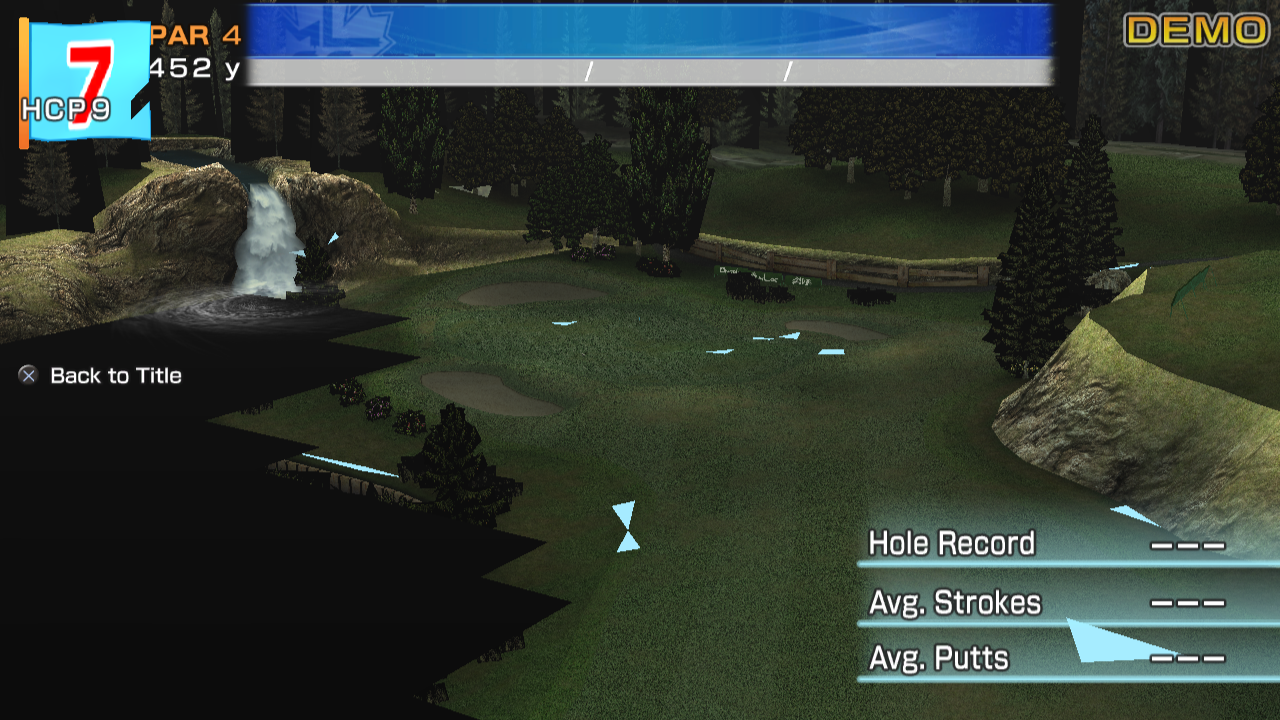 7
HCP9
PAR 4
452 y
DEMO
Back to Title
Hole Record ---
Avg. Strokes ---
Avg. Putts ---